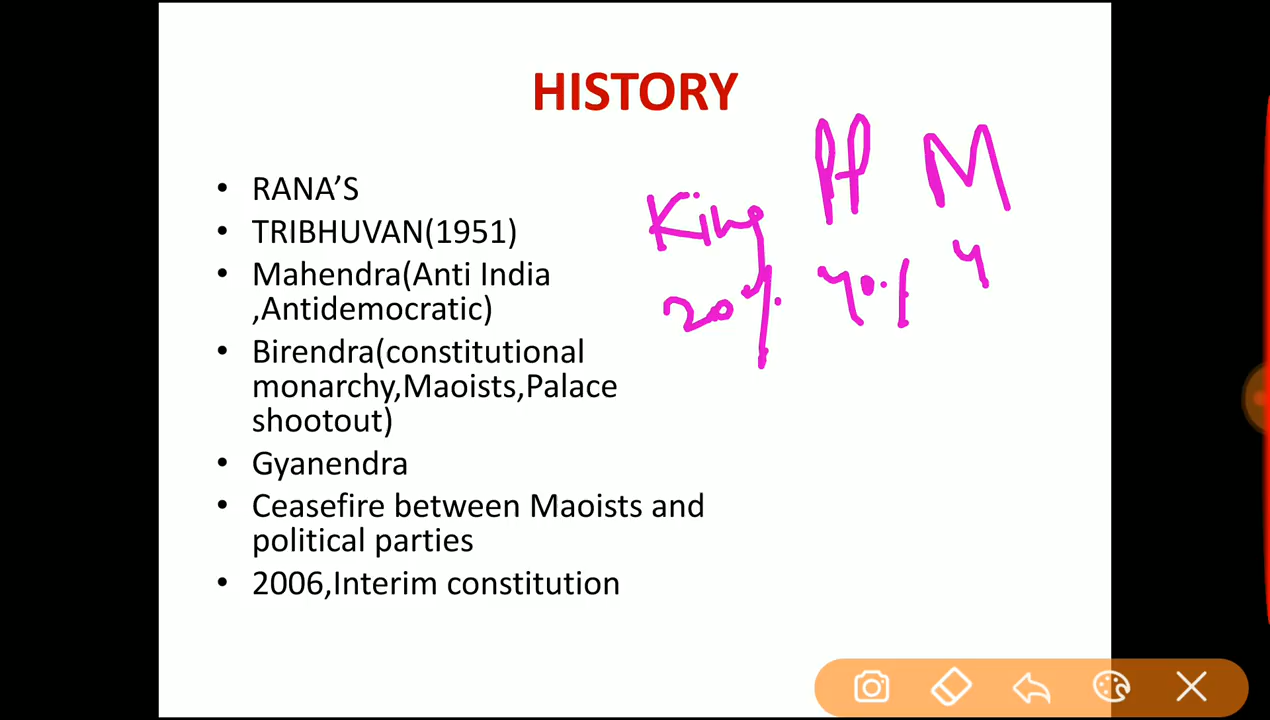 HISTORY
PP M
King
20% 40% 4
• RANA’S
• TRIBHUVAN(1951)
• Mahendra(Anti India
,Antidemocratic)
• Birendra(constitutional
monarchy,Maoists,Palace
shootout)
• Gyanendra
• Ceasefire between Maoists and
political parties
• 2006,Interim constitution